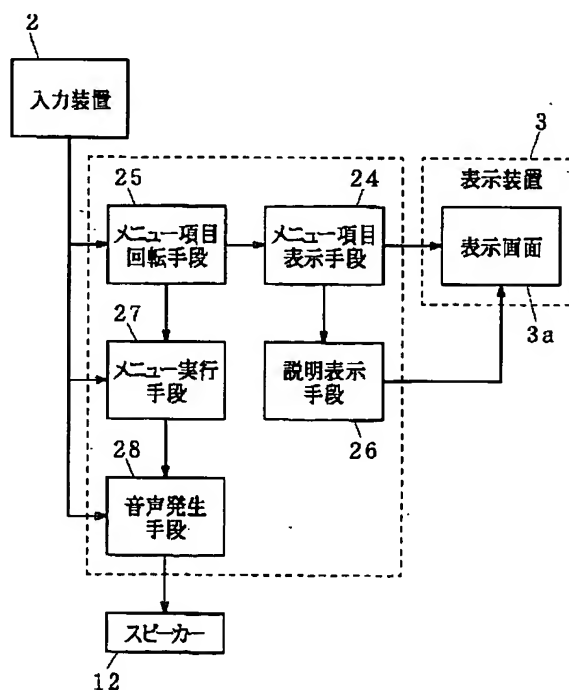 2
入力装置
3
25
24
表示装置
メニュー項目
回転手段
メニュー項目
表示手段
表示画面
27
3a
メニュー実行
手段
説明表示
手段
28
26
音声発生
手段
スピーカー
12